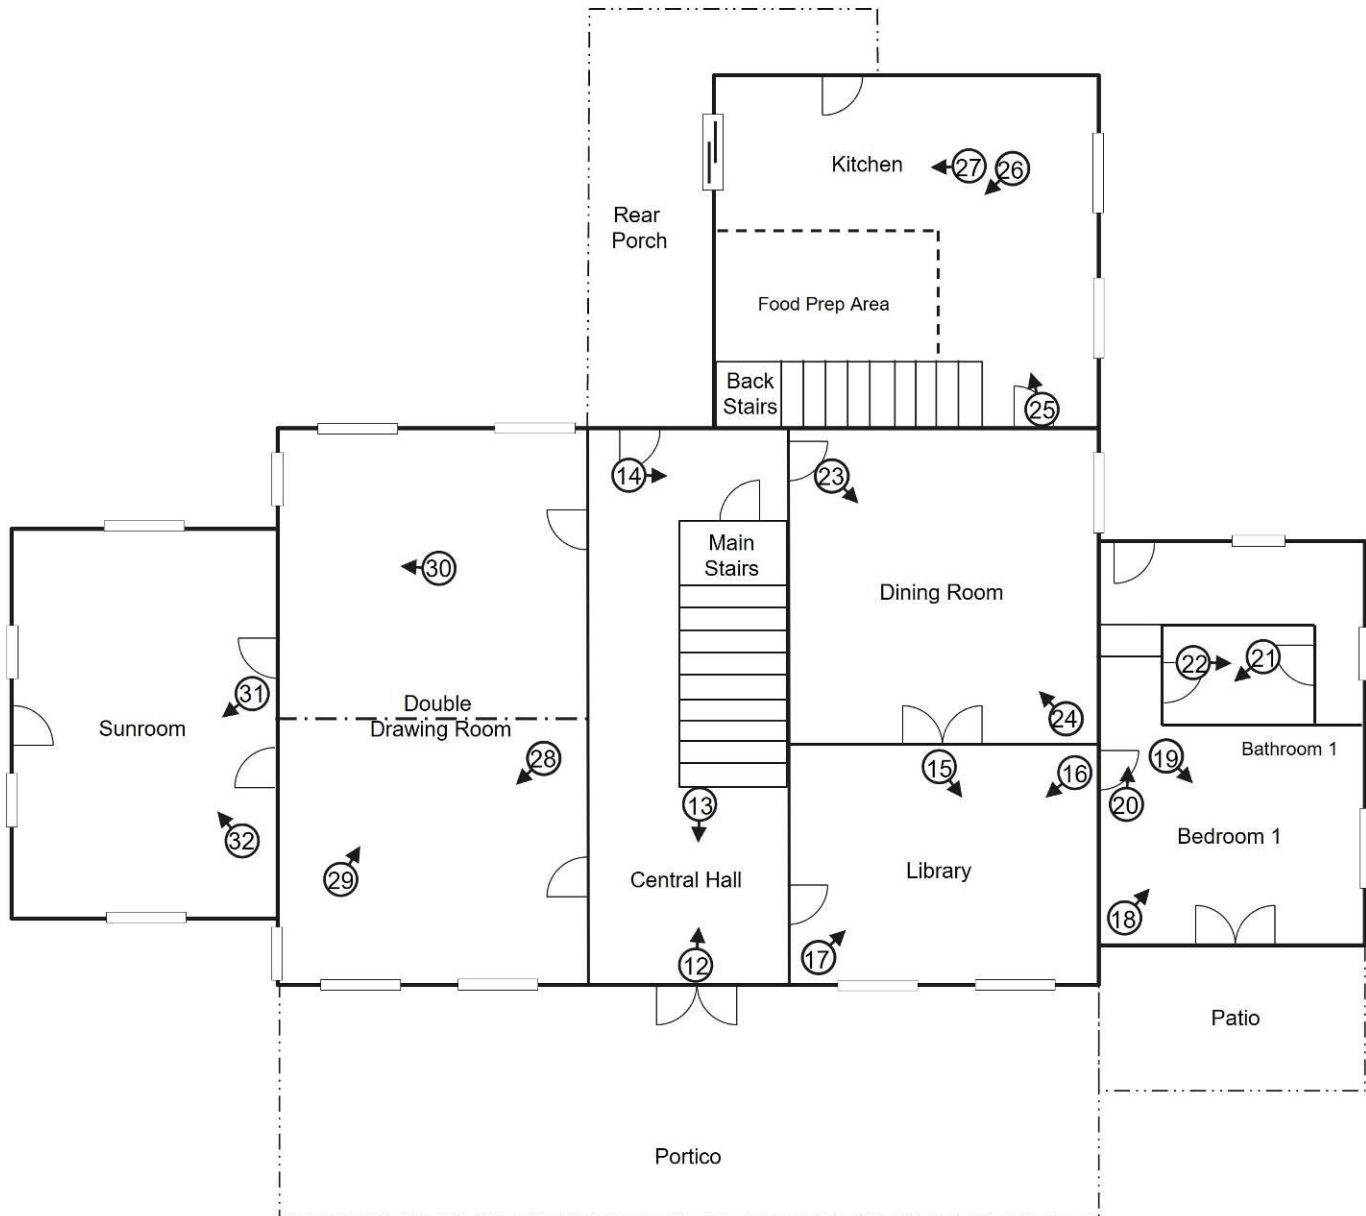 Kitchen
27
26
Rear
Porch
Food Prep Area
Back
Stairs
25
14
23
Main
Stairs
30
Dining Room
22
21
31
Double
Drawing Room
Sunroom
24
28
15
16
19
Bathroom 1
13
20
Bedroom 1
32
29
Central Hall
Library
18
12
17
Patio
Portico